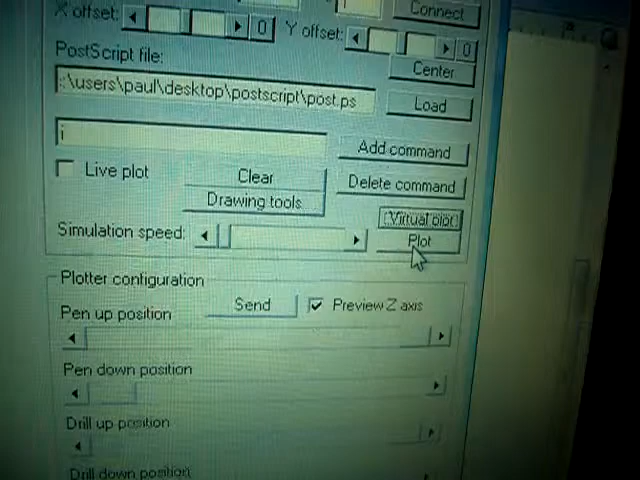 X offset: 0 Y offset: 0
Connect
Center
PostScript file:
:\users\paul\desktop\postscript\post.ps
Load
i
Add command
Live plot
Clear
Delete command
Drawing tools
Virtual plot
Simulation speed:
Plot
Plotter configuration
Send
Preview Z axis
Pen up position
Pen down position
Drill up position
Drill down position